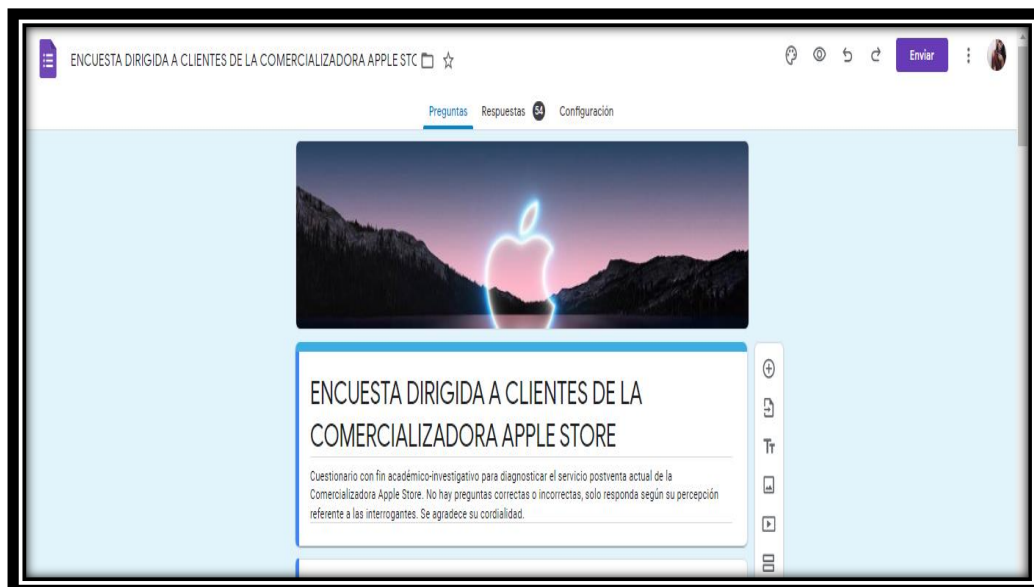 ENCUESTA DIRIGIDA A CLIENTES DE LA COMERCIALIZADORA APPLE STC
Enviar
Preguntas Respuestas 54 Configuración
ENCUESTA DIRIGIDA A CLIENTES DE LA
COMERCIALIZADORA APPLE STORE
Cuestionario con fin académico-investigativo para diagnosticar el servicio postventa actual de la
Comercializadora Apple Store. No hay preguntas correctas o incorrectas, solo responda según su percepción
referente a las interrogantes. Se agradece su cordialidad.
Tт